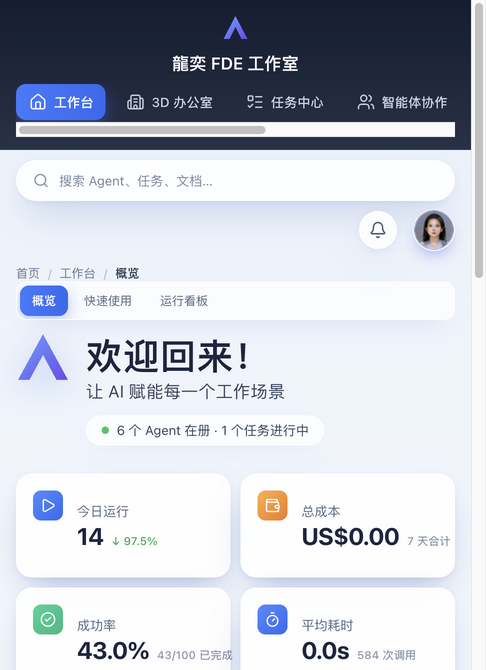 龍奕 FDE 工作室
工作台 3D 办公室 任务中心 智能体协作
搜索 Agent、任务、文档...
首页 / 工作台 / 概览
概览 快速使用 运行看板
欢迎回来！
让 AI 赋能每一个工作场景
6 个 Agent 在册 · 1 个任务进行中
今日运行
14 ↓ 97.5%
总成本
US$0.00 7 天合计
成功率
43.0% 43/100 已完成
平均耗时
0.0s 584 次调用